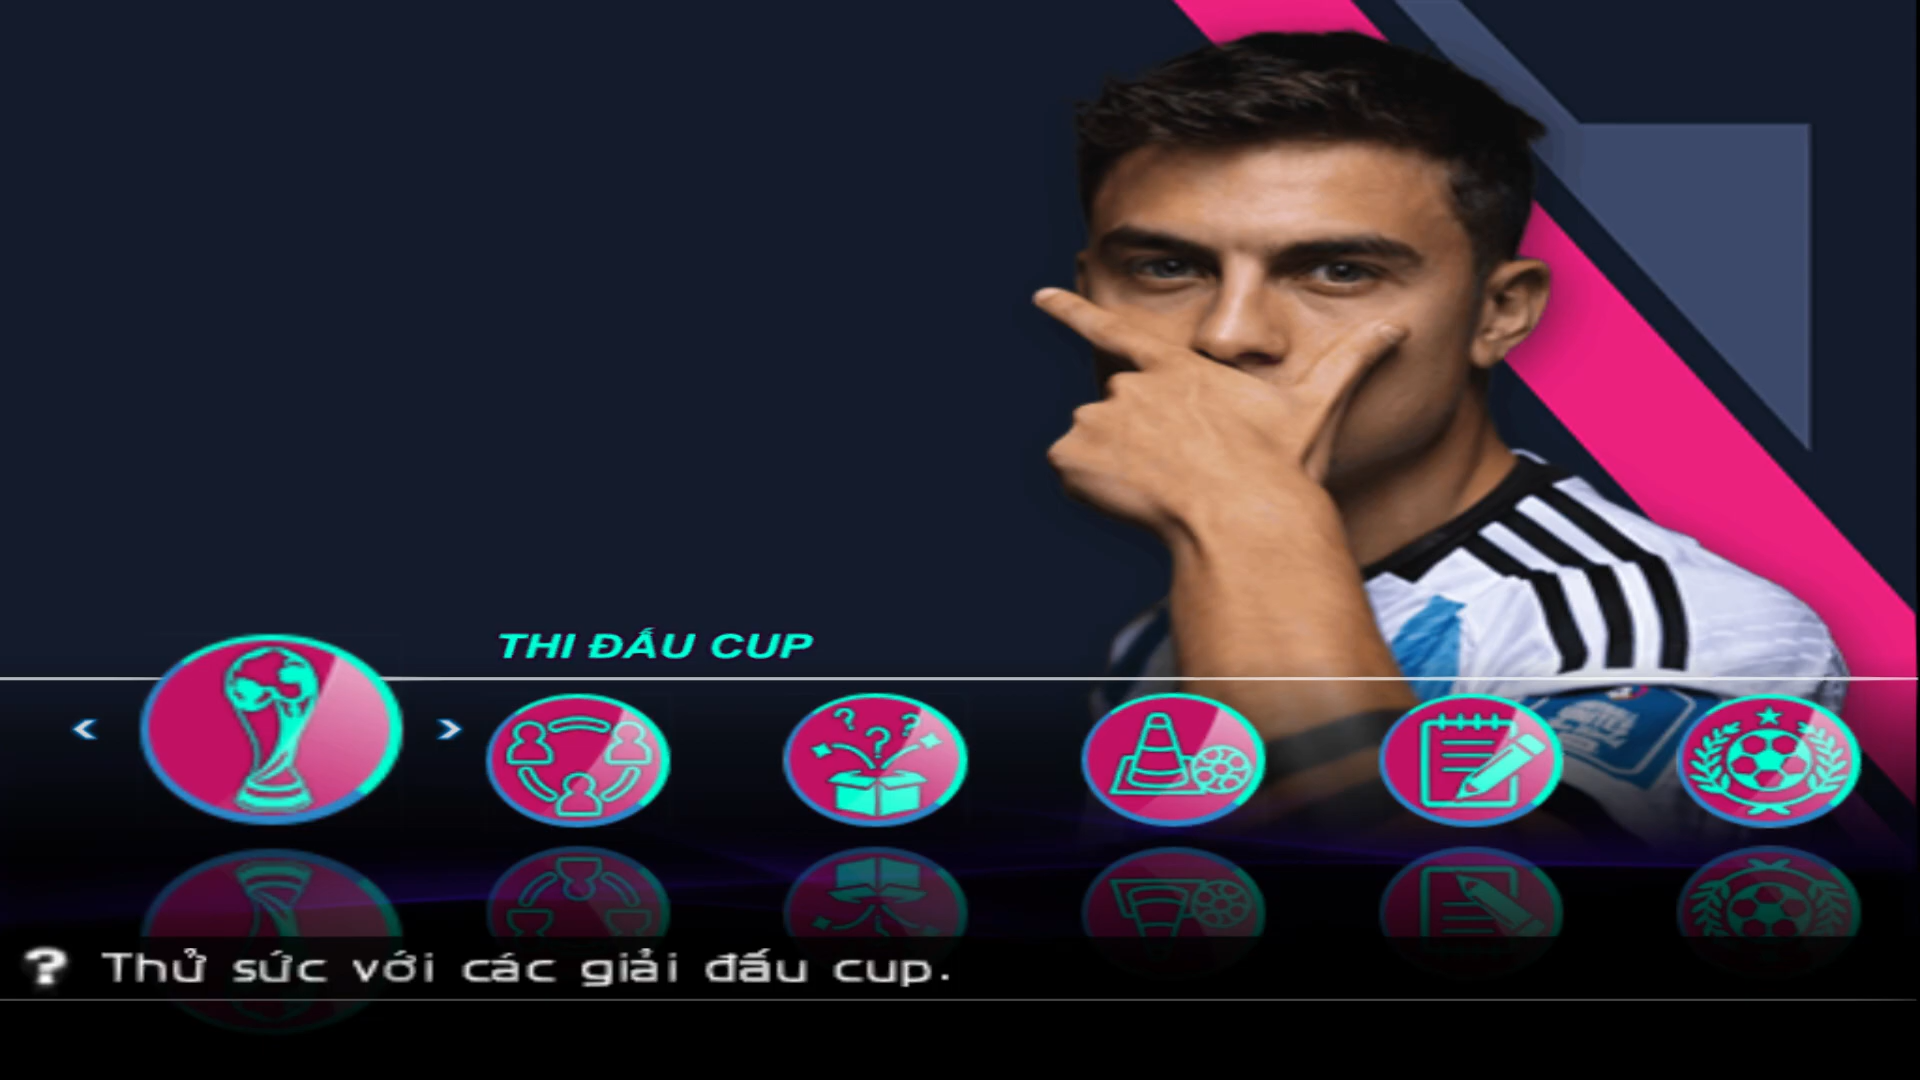 THI ĐẤU CUP
? Thử sức với các giải đấu cup.